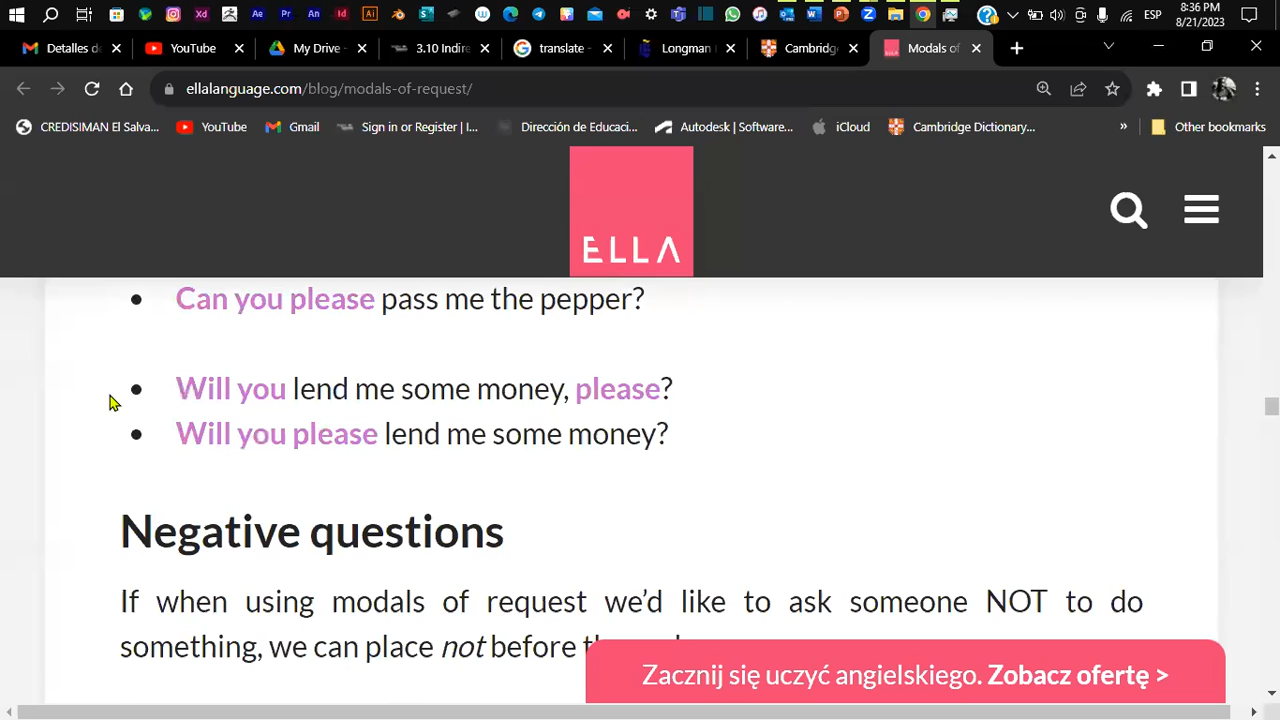 8:36 PM
ESP
8/21/2023
Detalles de
YouTube
My Drive -
3.10 Indire
translate -
Longman
Cambridg
Modals of
ellalanguage.com/blog/modals-of-request/
CREDISIMAN El Salva...
YouTube
Gmail
Sign in or Register | I...
Dirección de Educaci...
Autodesk | Software...
iCloud
Cambridge Dictionary...
»
Other bookmarks
ELLA
• Can you please pass me the pepper?
• Will you lend me some money, please?
• Will you please lend me some money?
Negative questions
If when using modals of request we'd like to ask someone NOT to do
something, we can place not before
Zacznij się uczyć angielskiego. Zobacz ofertę >